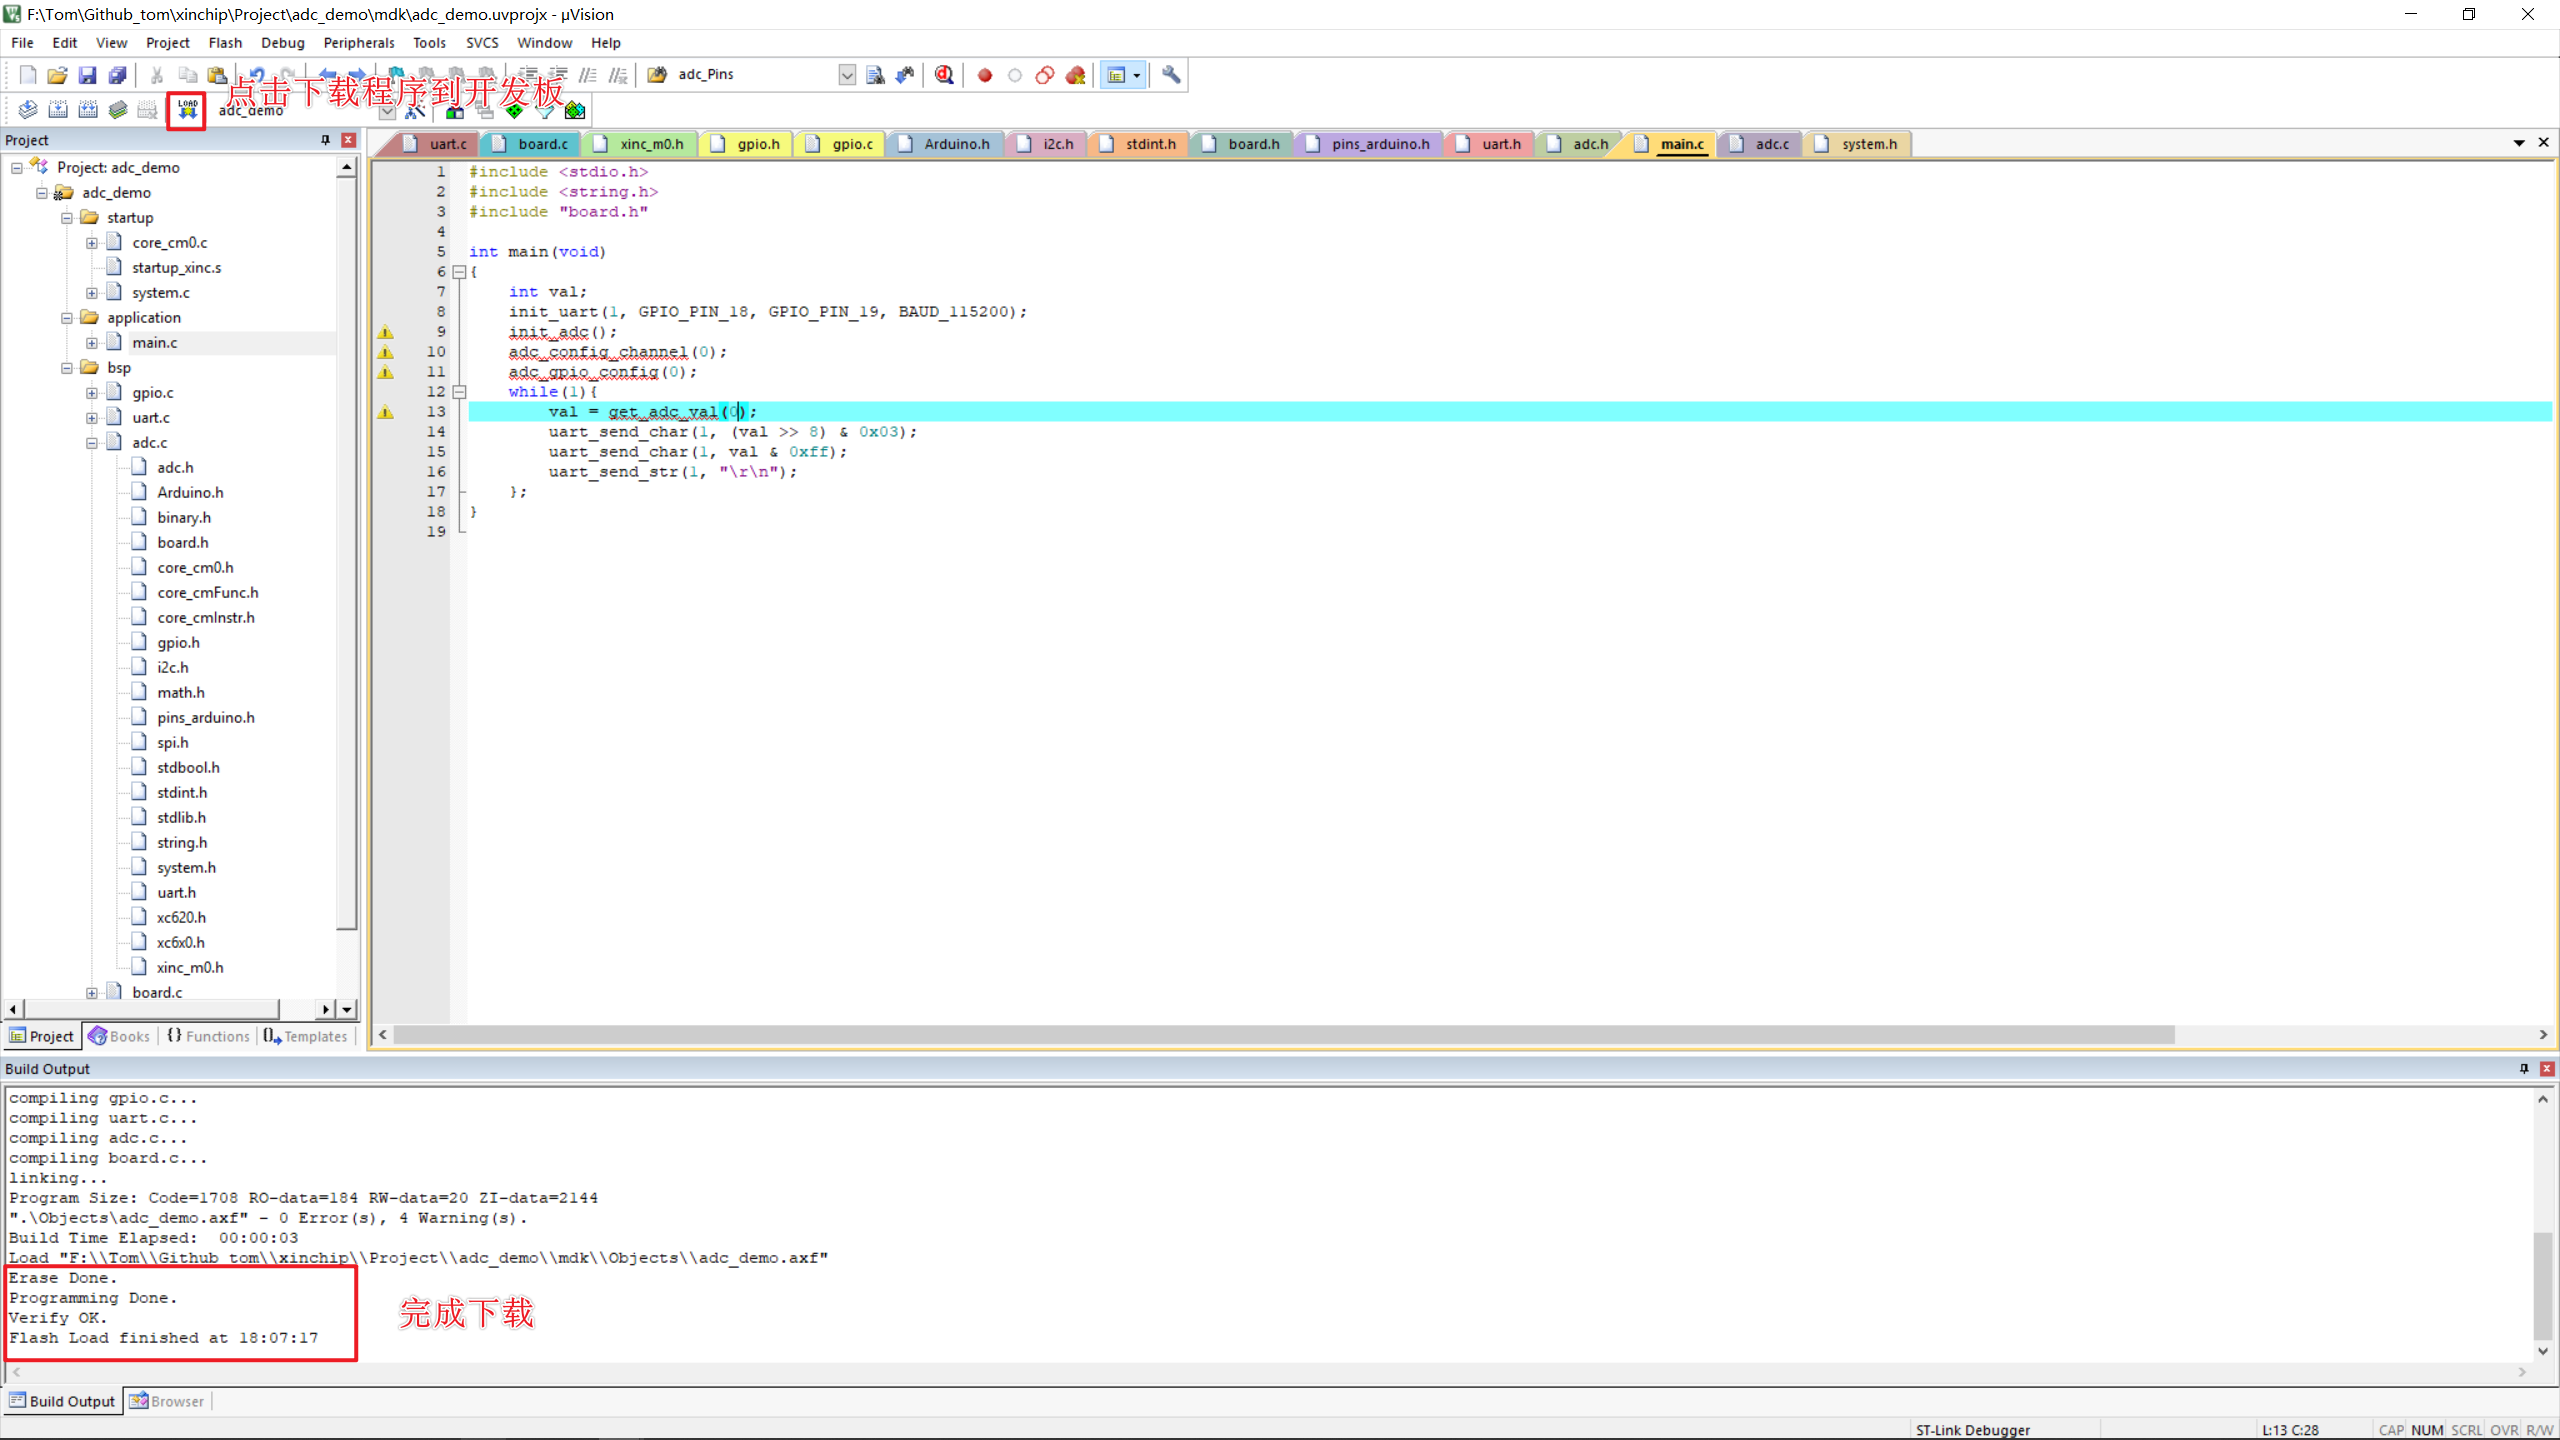 F:\Tom\Github_tom\xinchip\Project\adc_demo\mdk\adc_demo.uvprojx - µVision
File Edit View Project Flash Debug Peripherals Tools SVCS Window Help
adc_Pins
点击下载程序到开发板
LOAD adc_demo
Project
uart.c board.c xinc_m0.h gpio.h gpio.c Arduino.h i2c.h stdint.h board.h pins_arduino.h uart.h adc.h main.c adc.c system.h
Project: adc_demo
adc_demo
startup
core_cm0.c
startup_xinc.s
system.c
application
main.c
bsp
gpio.c
uart.c
adc.c
adc.h
Arduino.h
binary.h
board.h
core_cm0.h
core_cmFunc.h
core_cmInstr.h
gpio.h
i2c.h
math.h
pins_arduino.h
spi.h
stdbool.h
stdint.h
stdlib.h
string.h
system.h
uart.h
xc620.h
xc6x0.h
xinc_m0.h
board.c
Project Books {} Functions Templates
1 #include <stdio.h>
2 #include <string.h>
3 #include "board.h"
4
5 int main(void)
6 {
7 int val;
8 init_uart(1, GPIO_PIN_18, GPIO_PIN_19, BAUD_115200);
9 init_adc();
10 adc_config_channel(0);
11 adc_gpio_config(0);
12 while(1){
13 val = get_adc_val(0);
14 uart_send_char(1, (val >> 8) & 0x03);
15 uart_send_char(1, val & 0xff);
16 uart_send_str(1, "\r\n");
17 };
18 }
19
Build Output
compiling gpio.c...
compiling uart.c...
compiling adc.c...
compiling board.c...
linking...
Program Size: Code=1708 RO-data=184 RW-data=20 ZI-data=2144
".\Objects\adc_demo.axf" - 0 Error(s), 4 Warning(s).
Build Time Elapsed:  00:00:03
Load "F:\\Tom\\Github_tom\\xinchip\\Project\\adc_demo\\mdk\\Objects\\adc_demo.axf"
Erase Done.
Programming Done.
Verify OK.
Flash Load finished at 18:07:17
完成下载
Build Output Browser
ST-Link Debugger L:13 C:28 CAP NUM SCRL OVR R/W